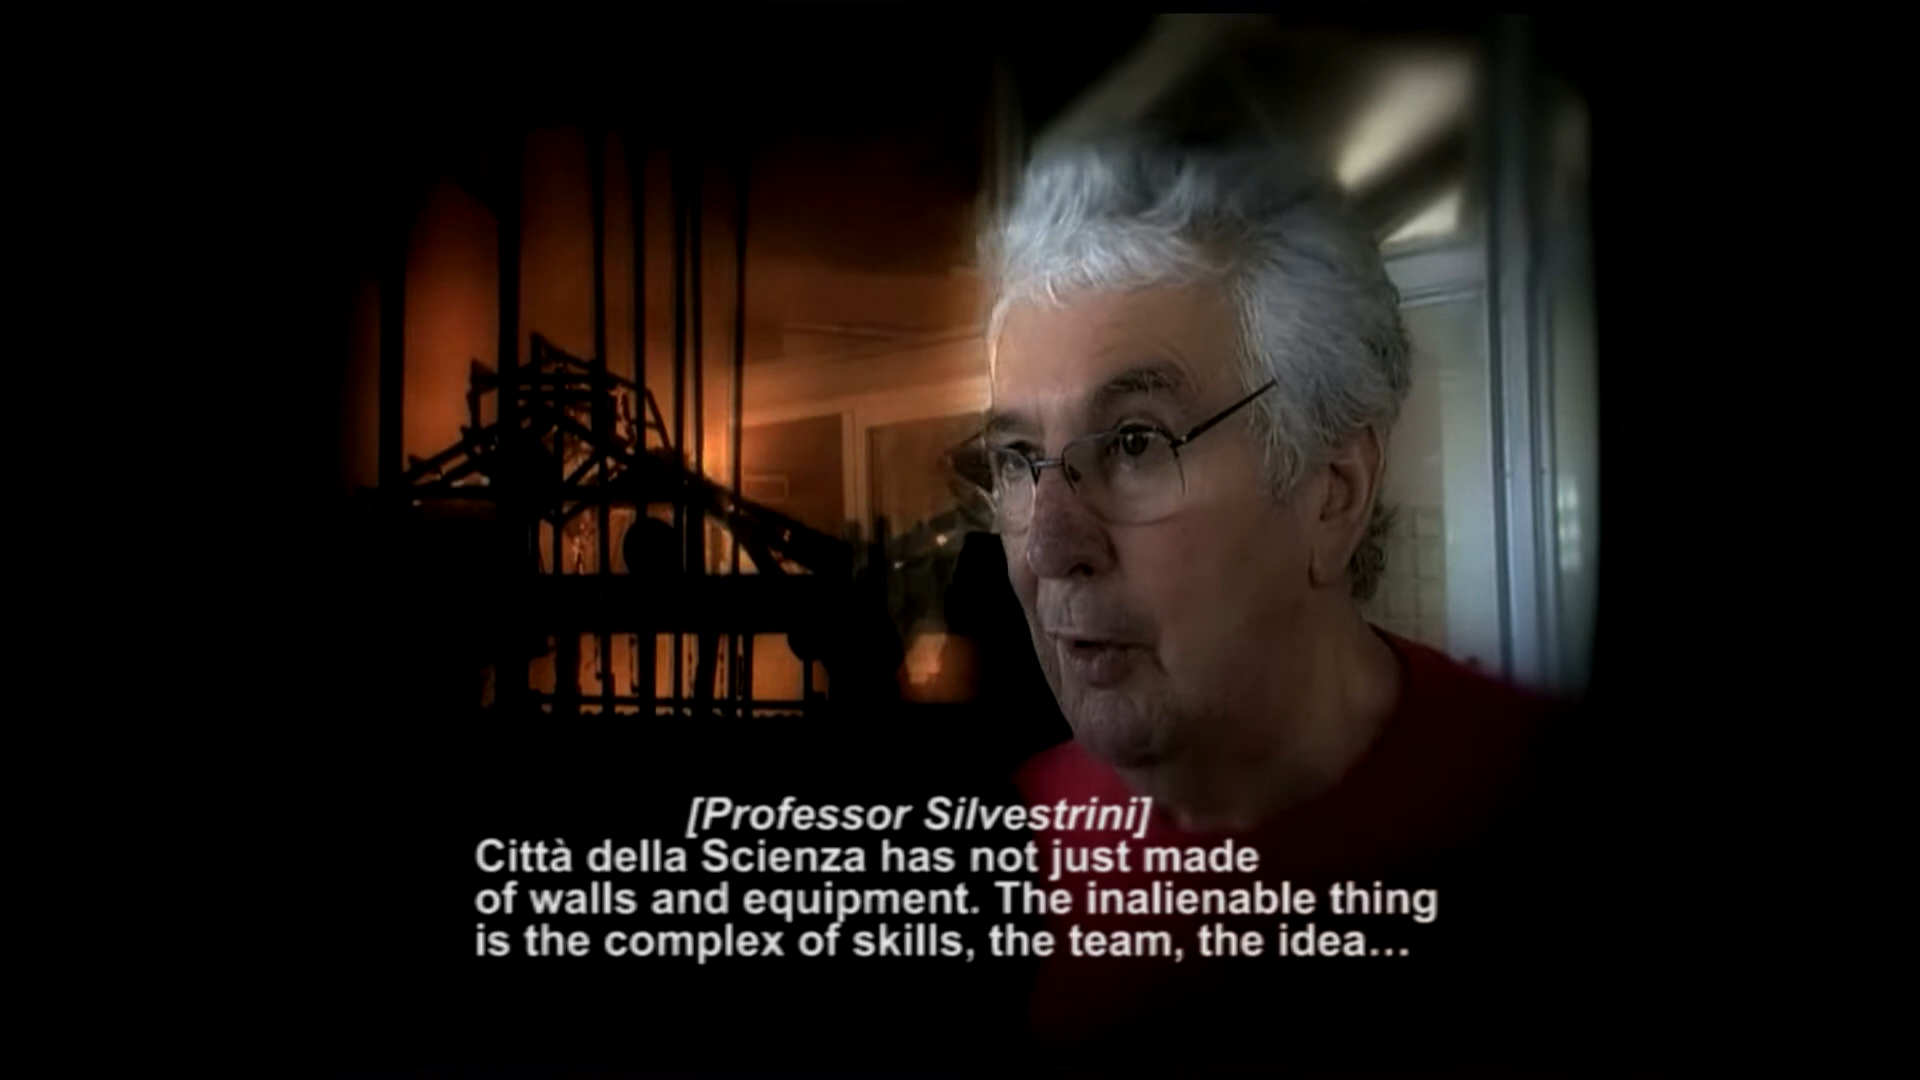 [Professor Silvestrini]
Città della Scienza has not just made
of walls and equipment. The inalienable thing
is the complex of skills, the team, the idea...